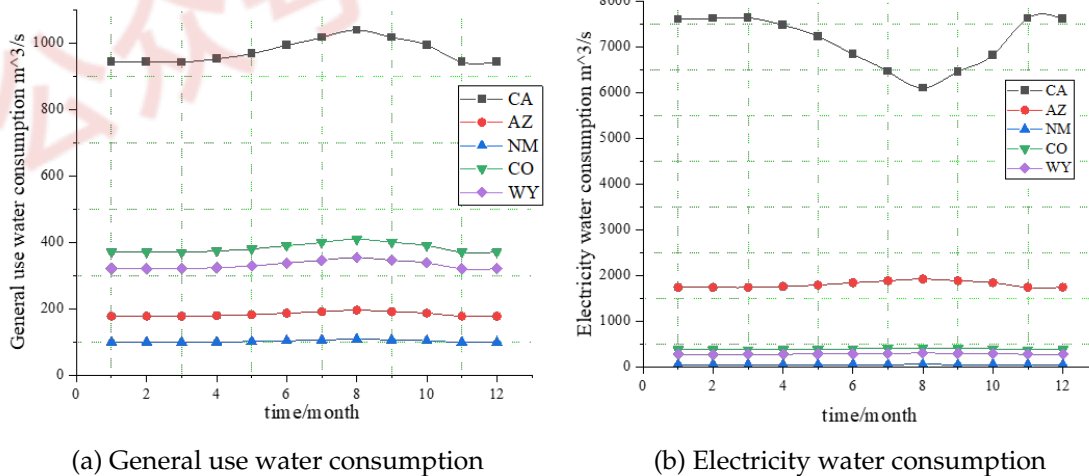 公众
General use water consumption m^3/s
1000
800
600
400
200
0
0 2 4 6 8 10 12
time/month
CA
AZ
NM
CO
WY
(a) General use water consumption
Electricity water consumption m^3/s
8000
7000
6000
5000
4000
3000
2000
1000
0
0 2 4 6 8 10 12
time/month
CA
AZ
NM
CO
WY
(b) Electricity water consumption